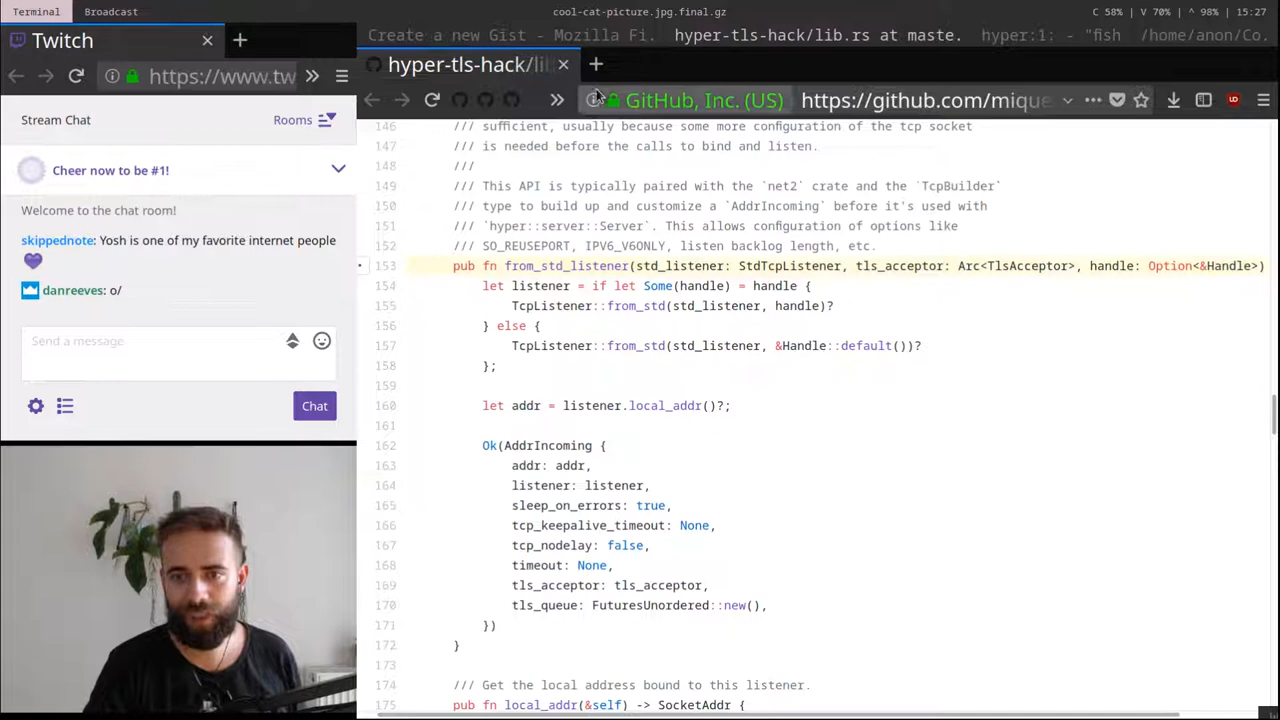 Terminal Broadcast cool-cat-picture.jpg.final.gz C 58% | V 70% | ^ 98% | 15:27
Twitch
https://www.tw
Stream Chat Rooms
Cheer now to be #1!
Welcome to the chat room!
skippednote: Yosh is one of my favorite internet people
danreeves: o/
Send a message
Chat
Create a new Gist - Mozilla Fi. hyper-tls-hack/lib.rs at maste. hyper:1: - "fish /home/anon/Co.
hyper-tls-hack/li
GitHub, Inc. (US) https://github.com/mique
146 /// sufficient, usually because some more configuration of the tcp socket
147 /// is needed before the calls to bind and listen.
148 ///
149 /// This API is typically paired with the `net2` crate and the `TcpBuilder`
150 /// type to build up and customize a `AddrIncoming` before it's used with
151 /// `hyper::server::Server`. This allows configuration of options like
152 /// SO_REUSEPORT, IPV6_V6ONLY, listen backlog length, etc.
153 pub fn from_std_listener(std_listener: StdTcpListener, tls_acceptor: Arc<TlsAcceptor>, handle: Option<&Handle>)
154 let listener = if let Some(handle) = handle {
155 TcpListener::from_std(std_listener, handle)?
156 } else {
157 TcpListener::from_std(std_listener, &Handle::default())?
158 };
159
160 let addr = listener.local_addr()?;
161
162 Ok(AddrIncoming {
163 addr: addr,
164 listener: listener,
165 sleep_on_errors: true,
166 tcp_keepalive_timeout: None,
167 tcp_nodelay: false,
168 timeout: None,
169 tls_acceptor: tls_acceptor,
170 tls_queue: FuturesUnordered::new(),
171 })
172 }
173
174 /// Get the local address bound to this listener.
175 pub fn local_addr(&self) -> SocketAddr {